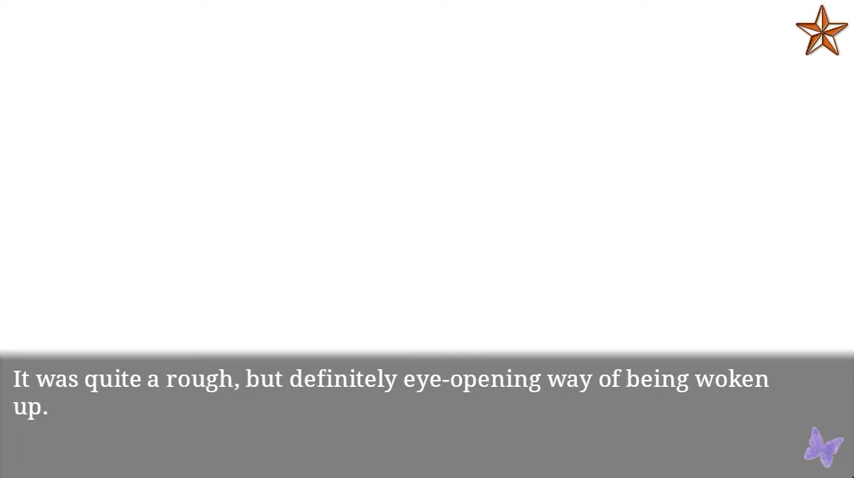 It was quite a rough, but definitely eye-opening way of being woken
up.